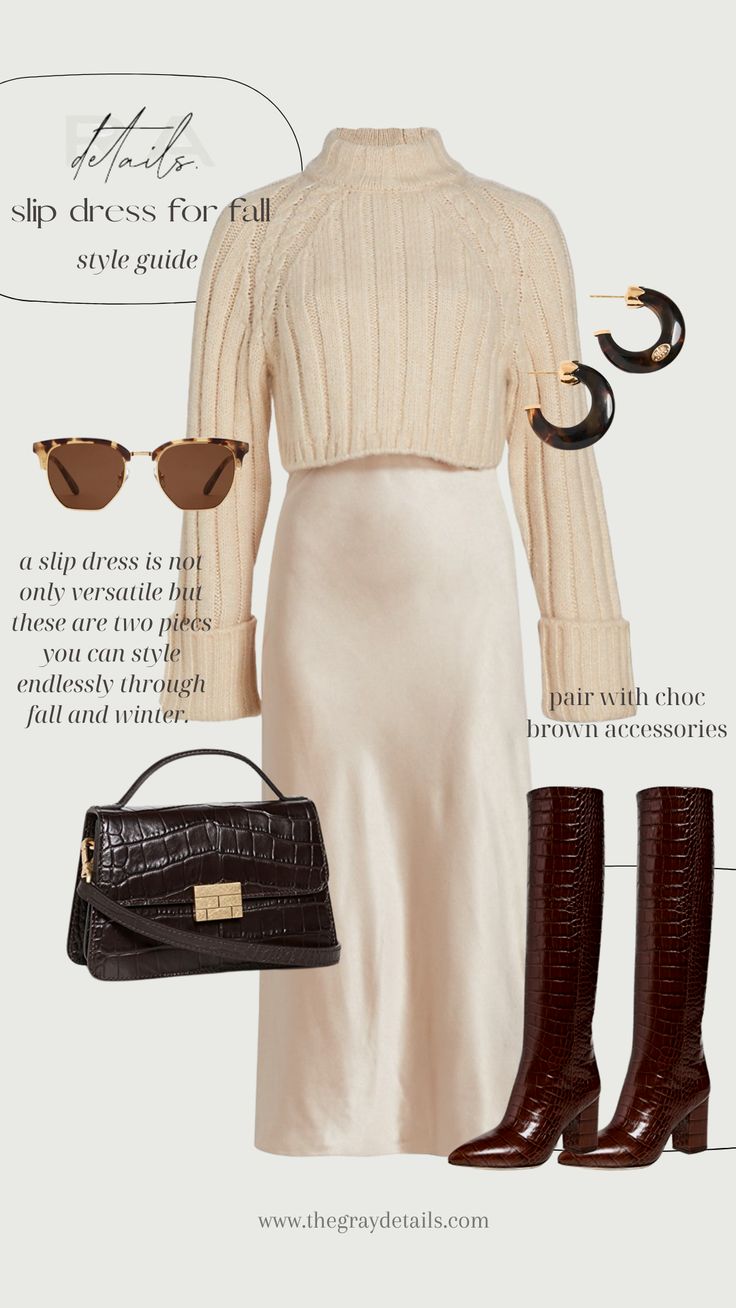 details.
slip dress for fall
style guide
a slip dress is not
only versatile but
these are two piecs
you can style
endlessly through
fall and winter.
pair with choc
brown accessories
www.thegraydetails.com